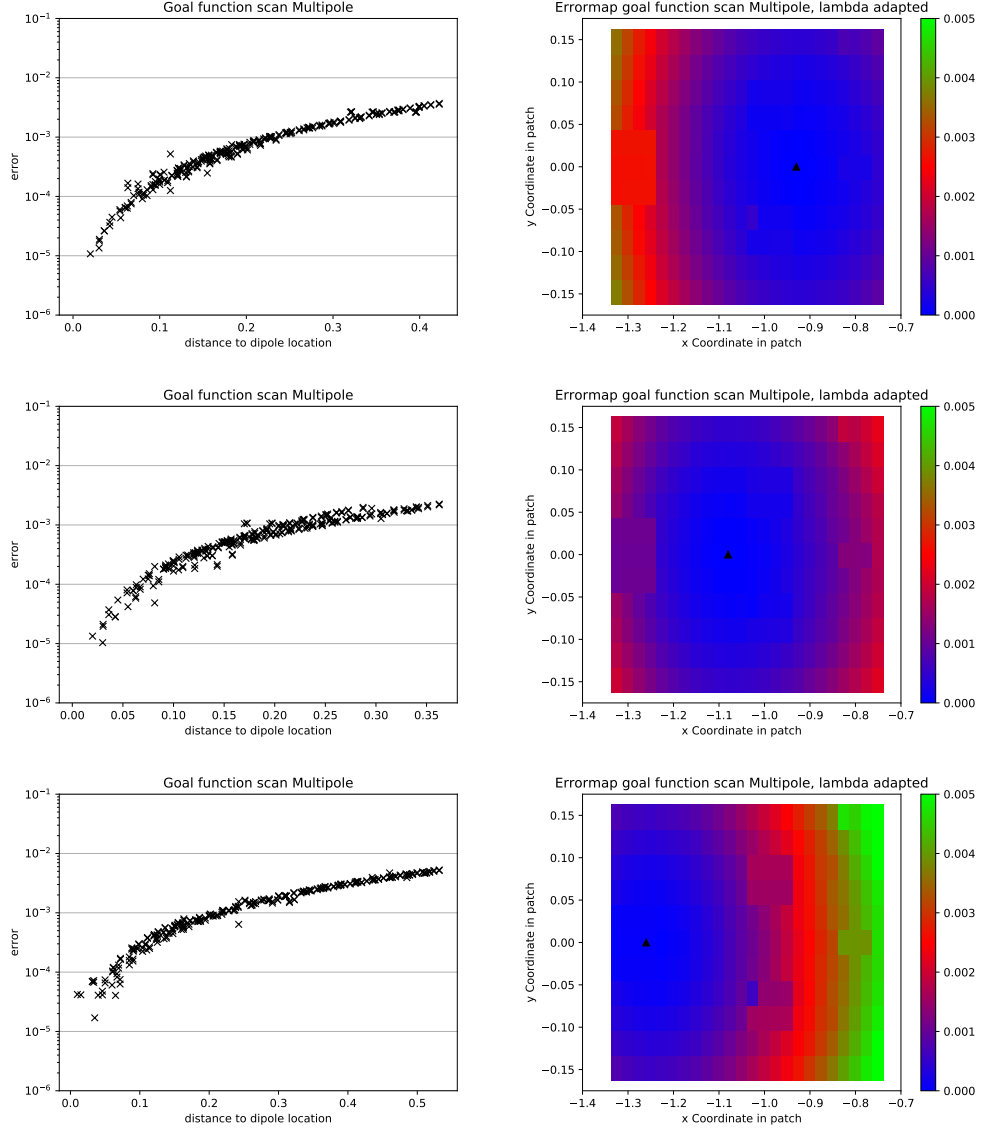 Goal function scan Multipole
10⁻¹
10⁻²
10⁻³
10⁻⁴
10⁻⁵
10⁻⁶
error
0.0 0.1 0.2 0.3 0.4
distance to dipole location
Errormap goal function scan Multipole, lambda adapted
0.15
0.10
0.05
0.00
−0.05
−0.10
−0.15
y Coordinate in patch
−1.4 −1.3 −1.2 −1.1 −1.0 −0.9 −0.8 −0.7
x Coordinate in patch
0.005
0.004
0.003
0.002
0.001
0.000
Goal function scan Multipole
10⁻¹
10⁻²
10⁻³
10⁻⁴
10⁻⁵
10⁻⁶
error
0.00 0.05 0.10 0.15 0.20 0.25 0.30 0.35
distance to dipole location
Errormap goal function scan Multipole, lambda adapted
0.15
0.10
0.05
0.00
−0.05
−0.10
−0.15
y Coordinate in patch
−1.4 −1.3 −1.2 −1.1 −1.0 −0.9 −0.8 −0.7
x Coordinate in patch
0.005
0.004
0.003
0.002
0.001
0.000
Goal function scan Multipole
10⁻¹
10⁻²
10⁻³
10⁻⁴
10⁻⁵
10⁻⁶
error
0.0 0.1 0.2 0.3 0.4 0.5
distance to dipole location
Errormap goal function scan Multipole, lambda adapted
0.15
0.10
0.05
0.00
−0.05
−0.10
−0.15
y Coordinate in patch
−1.4 −1.3 −1.2 −1.1 −1.0 −0.9 −0.8 −0.7
x Coordinate in patch
0.005
0.004
0.003
0.002
0.001
0.000